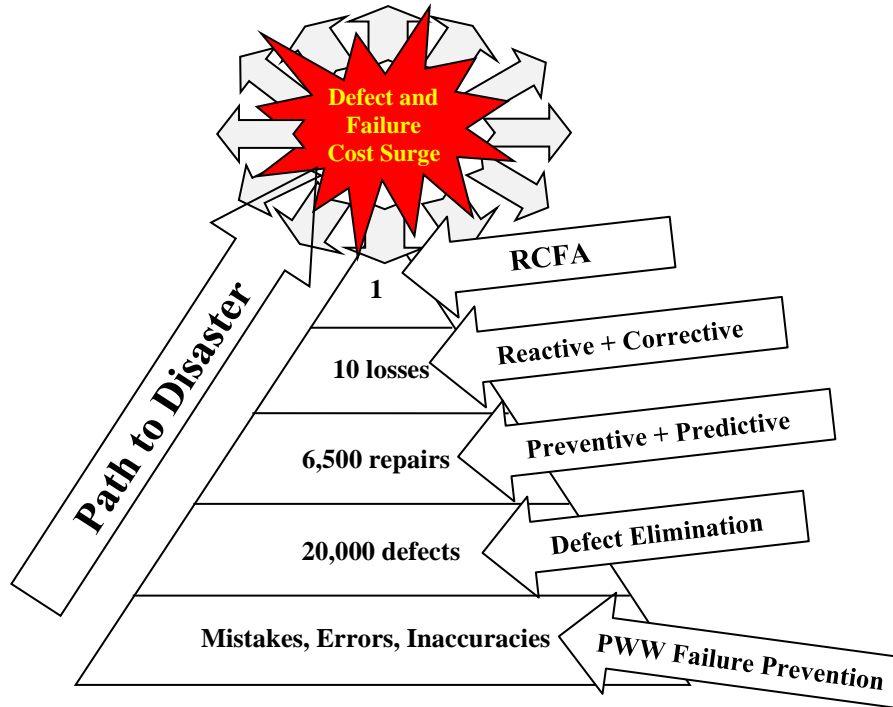 Defect and
Failure
Cost Surge
RCFA
1
Reactive + Corrective
10 losses
Path to Disaster
Preventive + Predictive
6,500 repairs
Defect Elimination
20,000 defects
Mistakes, Errors, Inaccuracies
PWW Failure Prevention